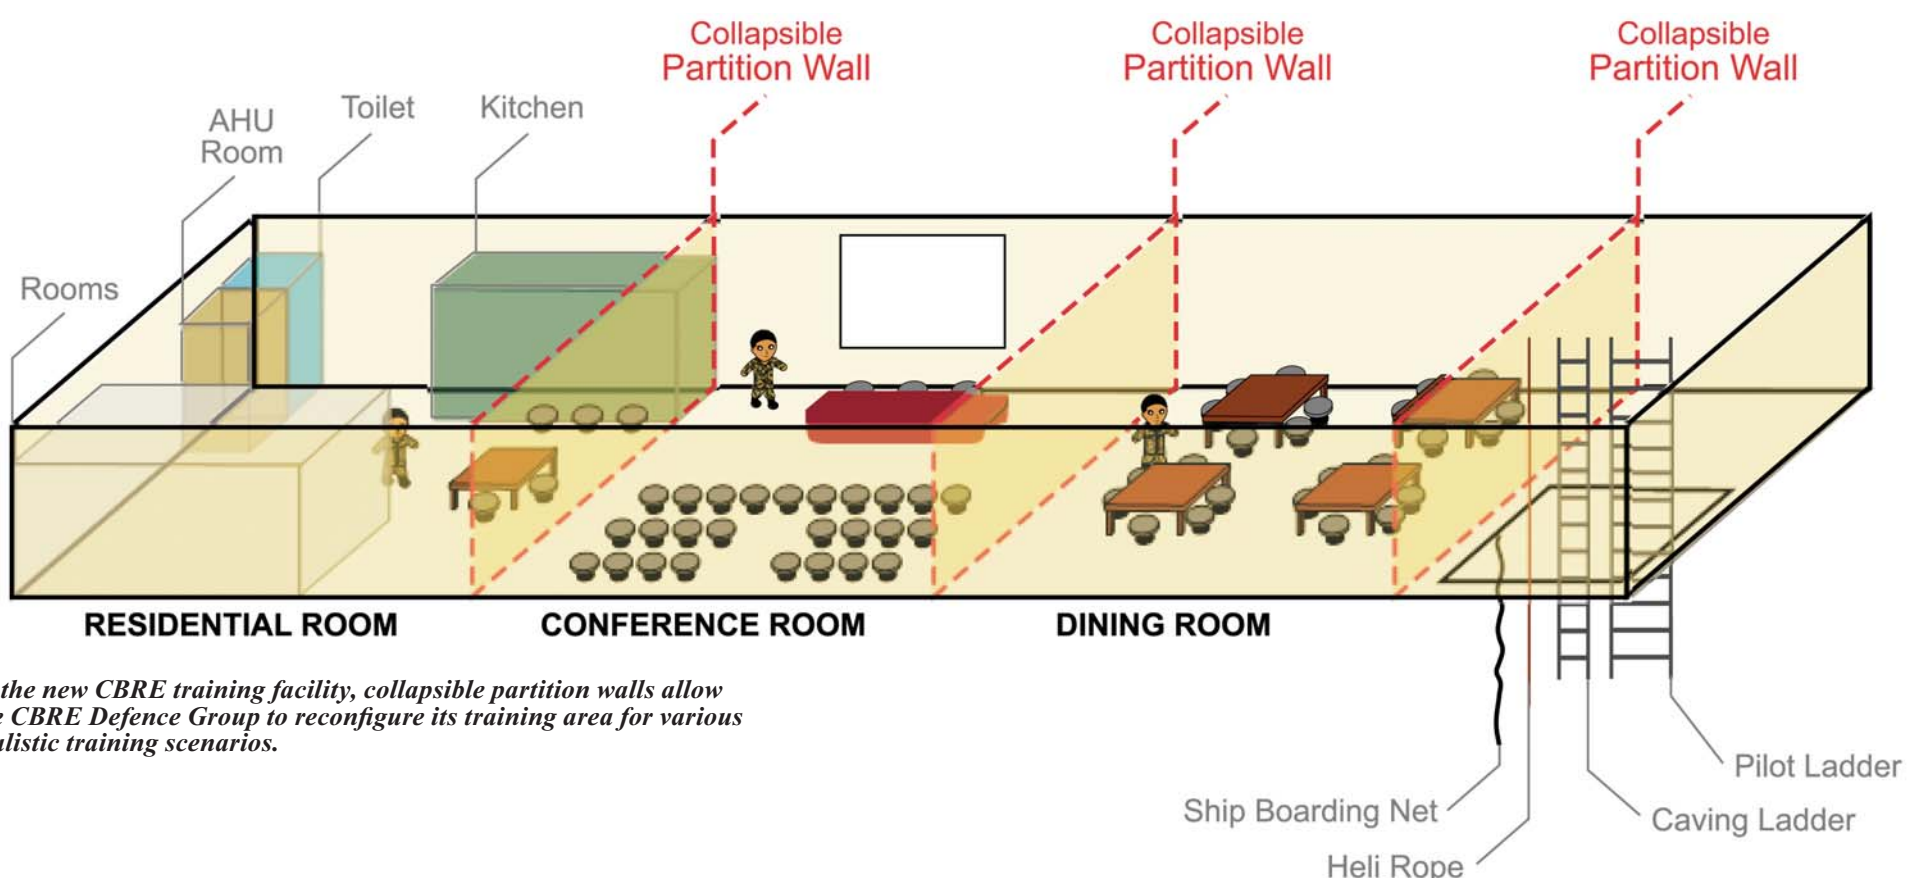 Collapsible
Partition Wall
Collapsible
Partition Wall
Collapsible
Partition Wall
AHU
Room
Toilet
Kitchen
Rooms
RESIDENTIAL ROOM
CONFERENCE ROOM
DINING ROOM
the new CBRE training facility, collapsible partition walls allow
CBRE Defence Group to reconfigure its training area for various
training scenarios.
Pilot Ladder
Ship Boarding Net
Caving Ladder
Heli Rope